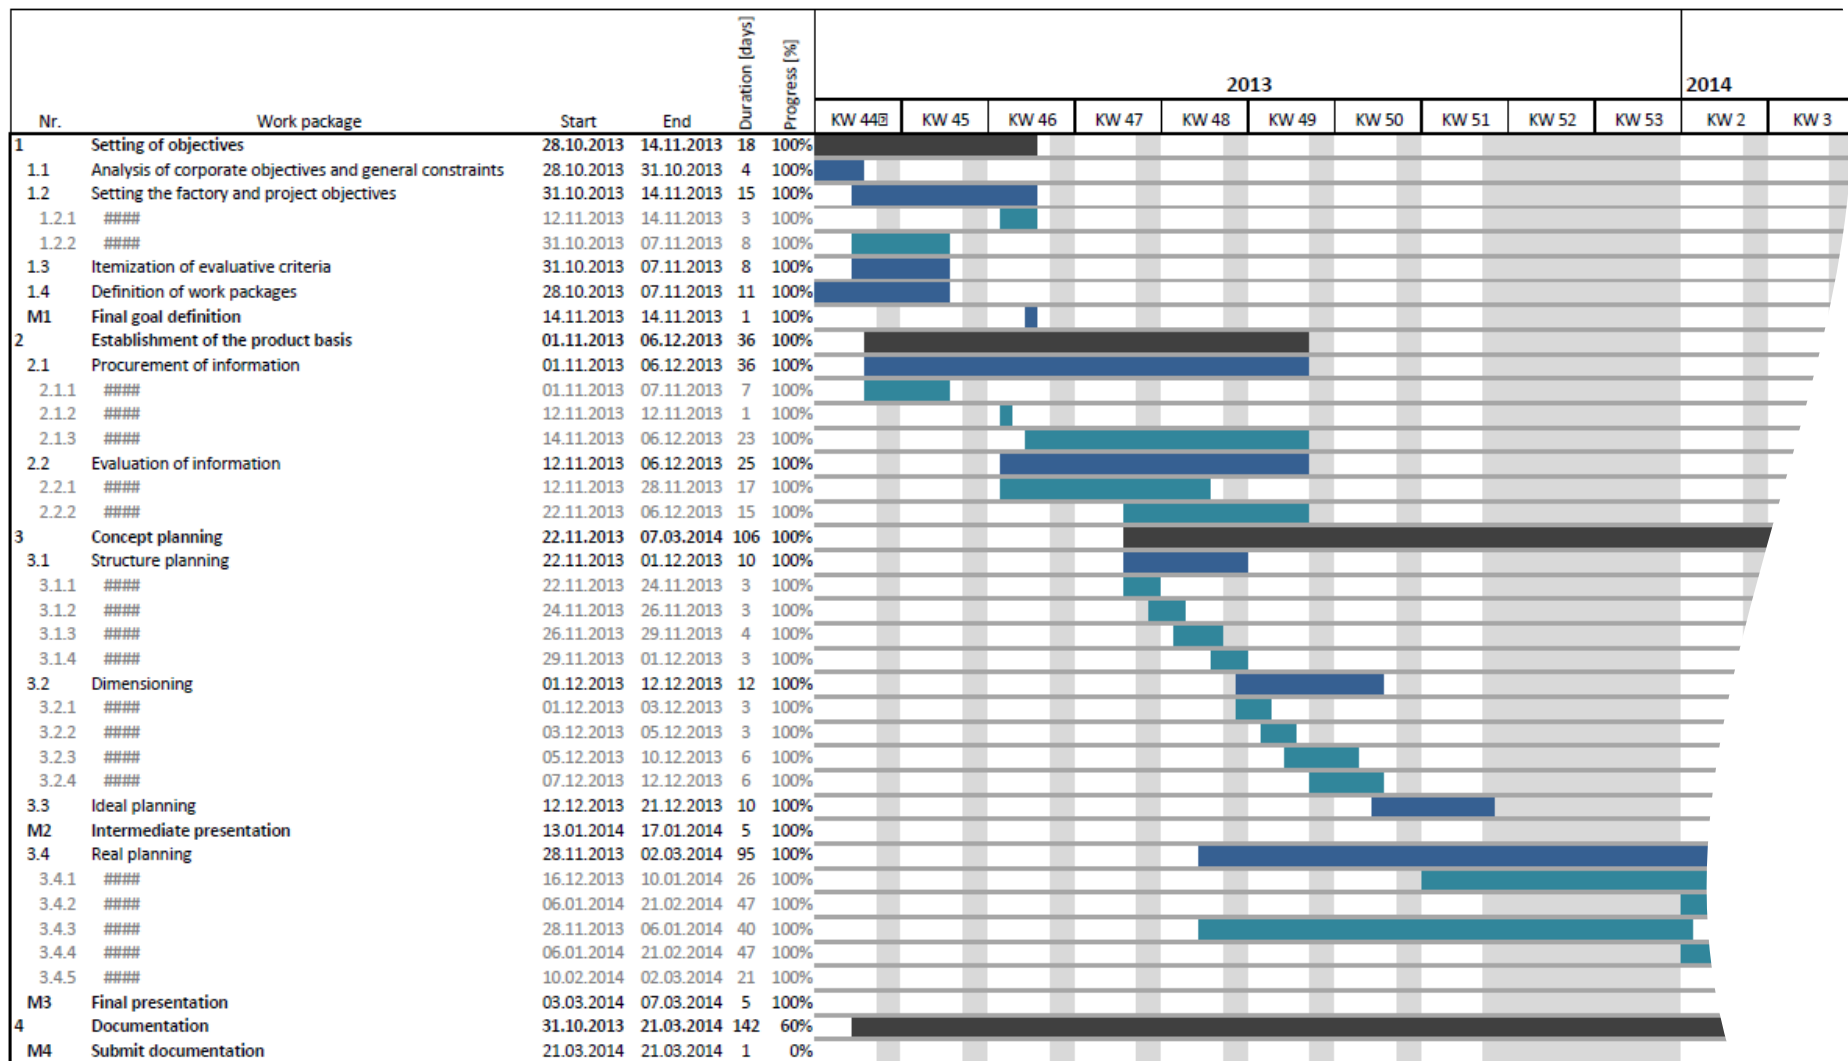 2013 2014
Nr. Work package Start End Duration [days] Progress [%] KW 44 KW 45 KW 46 KW 47 KW 48 KW 49 KW 50 KW 51 KW 52 KW 53 KW 2 KW 3
1 Setting of objectives 28.10.2013 14.11.2013 18 100%
1.1 Analysis of corporate objectives and general constraints 28.10.2013 31.10.2013 4 100%
1.2 Setting the factory and project objectives 31.10.2013 14.11.2013 15 100%
1.2.1 #### 12.11.2013 14.11.2013 3 100%
1.2.2 #### 31.10.2013 07.11.2013 8 100%
1.3 Itemization of evaluative criteria 31.10.2013 07.11.2013 8 100%
1.4 Definition of work packages 28.10.2013 07.11.2013 11 100%
M1 Final goal definition 14.11.2013 14.11.2013 1 100%
2 Establishment of the product basis 01.11.2013 06.12.2013 36 100%
2.1 Procurement of information 01.11.2013 06.12.2013 36 100%
2.1.1 #### 01.11.2013 07.11.2013 7 100%
2.1.2 #### 12.11.2013 12.11.2013 1 100%
2.1.3 #### 14.11.2013 06.12.2013 23 100%
2.2 Evaluation of information 12.11.2013 06.12.2013 25 100%
2.2.1 #### 12.11.2013 28.11.2013 17 100%
2.2.2 #### 22.11.2013 06.12.2013 15 100%
3 Concept planning 22.11.2013 07.03.2014 106 100%
3.1 Structure planning 22.11.2013 01.12.2013 10 100%
3.1.1 #### 22.11.2013 24.11.2013 3 100%
3.1.2 #### 24.11.2013 26.11.2013 3 100%
3.1.3 #### 26.11.2013 29.11.2013 4 100%
3.1.4 #### 29.11.2013 01.12.2013 3 100%
3.2 Dimensioning 01.12.2013 12.12.2013 12 100%
3.2.1 #### 01.12.2013 03.12.2013 3 100%
3.2.2 #### 03.12.2013 05.12.2013 3 100%
3.2.3 #### 05.12.2013 10.12.2013 6 100%
3.2.4 #### 07.12.2013 12.12.2013 6 100%
3.3 Ideal planning 12.12.2013 21.12.2013 10 100%
M2 Intermediate presentation 13.01.2014 17.01.2014 5 100%
3.4 Real planning 28.11.2013 02.03.2014 95 100%
3.4.1 #### 16.12.2013 10.01.2014 26 100%
3.4.2 #### 06.01.2014 21.02.2014 47 100%
3.4.3 #### 28.11.2013 06.01.2014 40 100%
3.4.4 #### 06.01.2014 21.02.2014 47 100%
3.4.5 #### 10.02.2014 02.03.2014 21 100%
M3 Final presentation 03.03.2014 07.03.2014 5 100%
4 Documentation 31.10.2013 21.03.2014 142 60%
M4 Submit documentation 21.03.2014 21.03.2014 1 0%